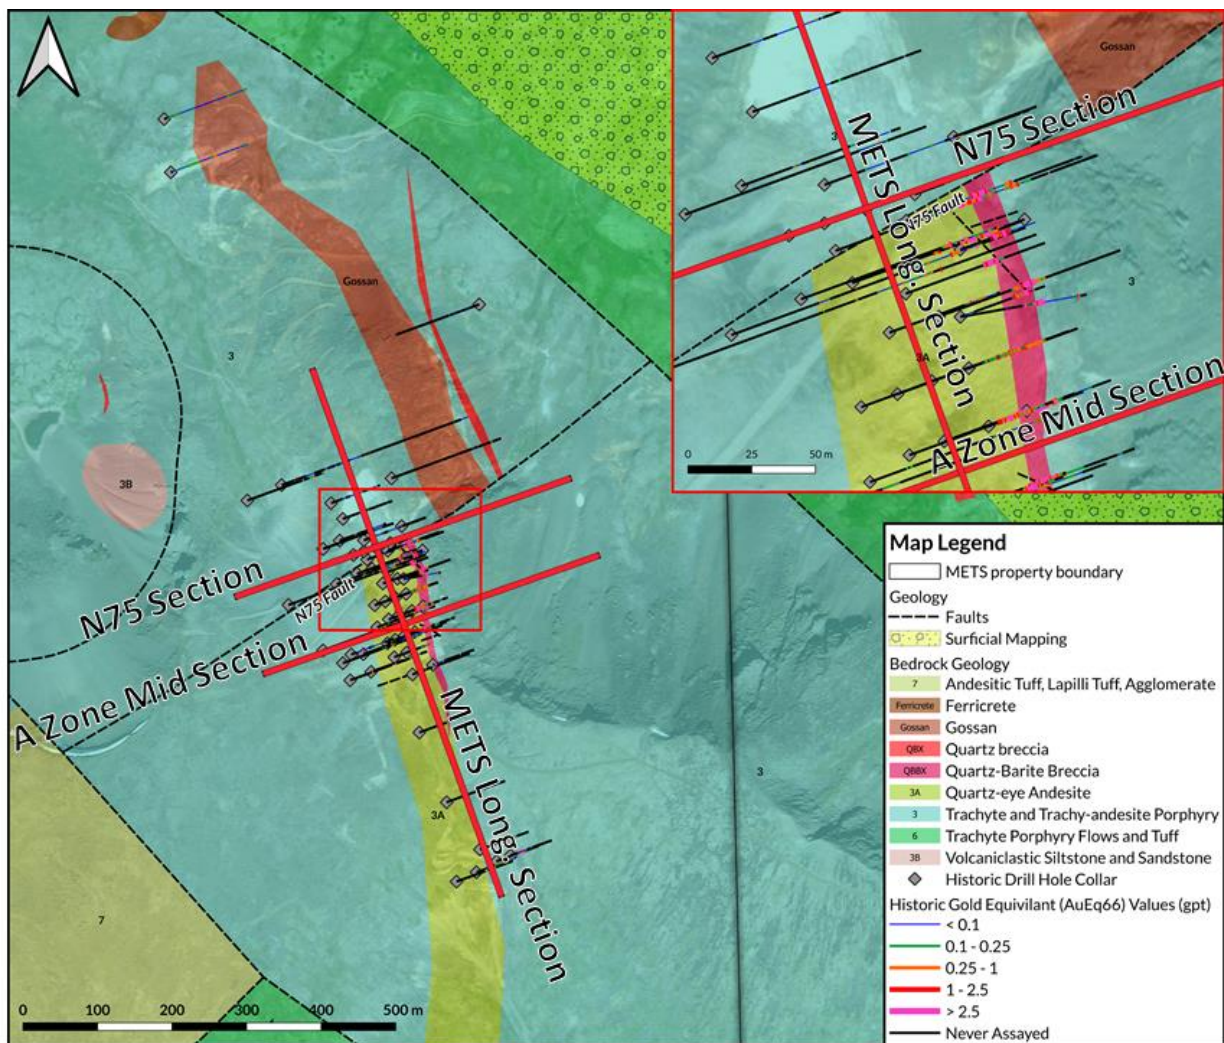 Gossan
3
N75 Section
METS Long. Section
N75 Fault
3
3A
A Zone Mid Section
0 25 50 m
Gossan
3
3B
N75 Section
N75 Fault
A Zone Mid Section
METS Long. Section
3
3A
7
0 100 200 300 400 500 m
Map Legend
METS property boundary
Geology
Faults
Surficial Mapping
Bedrock Geology
7 Andesitic Tuff, Lapilli Tuff, Agglomerate
Ferricrete Ferricrete
Gossan Gossan
QBX Quartz breccia
QBBX Quartz-Barite Breccia
3A Quartz-eye Andesite
3 Trachyte and Trachy-andesite Porphyry
6 Trachyte Porphyry Flows and Tuff
3B Volcaniclastic Siltstone and Sandstone
Historic Drill Hole Collar
Historic Gold Equivilant (AuEq66) Values (gpt)
< 0.1
0.1 - 0.25
0.25 - 1
1 - 2.5
> 2.5
Never Assayed